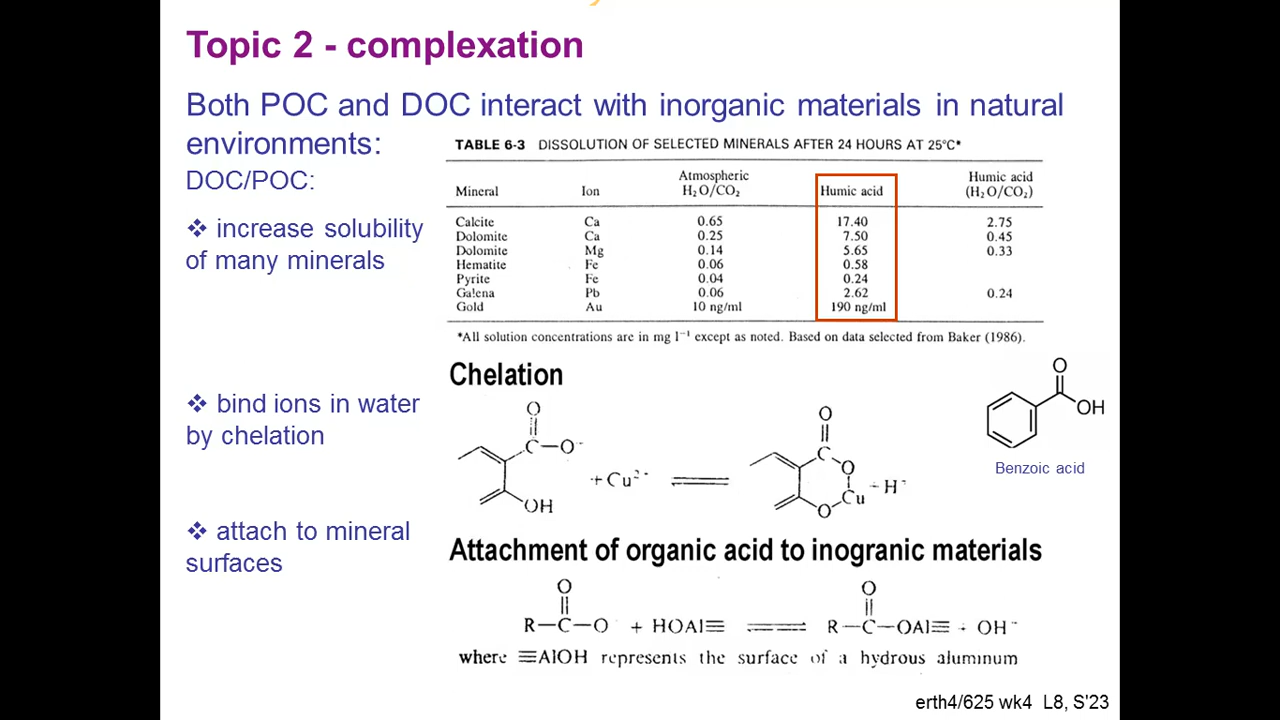 Topic 2 - complexation
Both POC and DOC interact with inorganic materials in natural
environments:
DOC/POC:
❖ increase solubility
of many minerals
TABLE 6-3 DISSOLUTION OF SELECTED MINERALS AFTER 24 HOURS AT 25°C*
Mineral Ion Atmospheric H₂O/CO₂ Humic acid Humic acid (H₂O/CO₂)
Calcite Ca 0.65 17.40 2.75
Dolomite Ca 0.25 7.50 0.45
Dolomite Mg 0.14 5.65 0.33
Hematite Fe 0.06 0.58
Pyrite Fe 0.04 0.24
Galena Pb 0.06 2.62 0.24
Gold Au 10 ng/ml 190 ng/ml
*All solution concentrations are in mg l⁻¹ except as noted. Based on data selected from Baker (1986).
❖ bind ions in water
by chelation
Chelation
O
C—O⁻
OH
+ Cu²⁺
O
C
O
Cu
O
+ H⁺
O
OH
Benzoic acid
❖ attach to mineral
surfaces
Attachment of organic acid to inogranic materials
O
R—C—O + HOAl≡
O
R—C—OAl≡ + OH⁻
where ≡AlOH represents the surface of a hydrous aluminum
erth4/625 wk4 L8, S'23